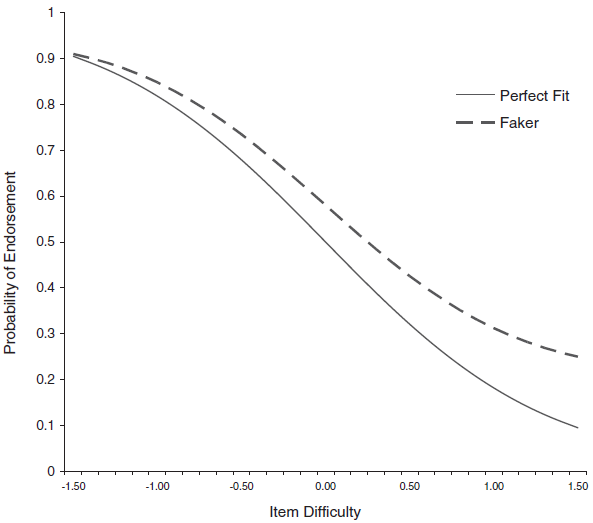 1
0.9
0.8
0.7
0.6
0.5
0.4
0.3
0.2
0.1
0
Probability of Endorsement
Perfect Fit
Faker
-1.50 -1.00 -0.50 0.00 0.50 1.00 1.50
Item Difficulty